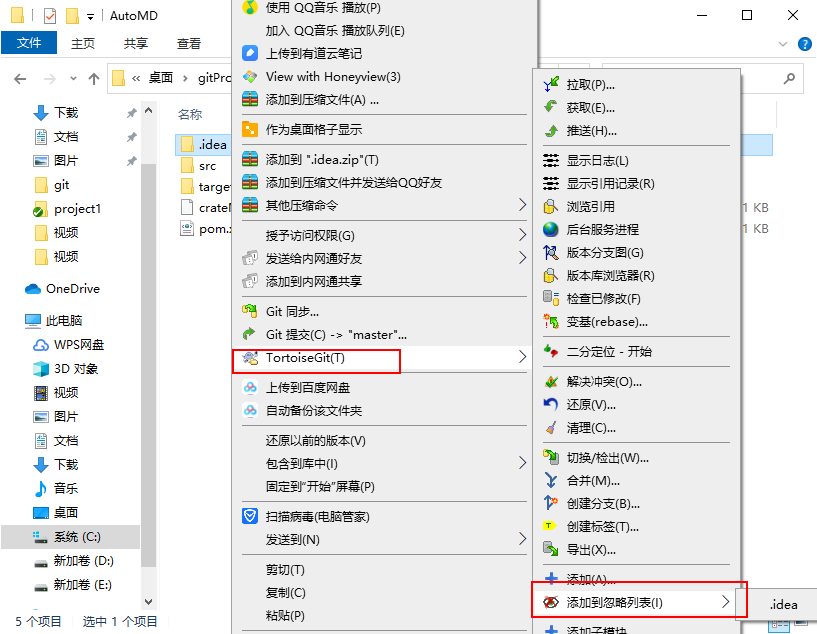 AutoMD
文件
主页
共享
查看
« 桌面 › gitPro
下载
文档
图片
git
project1
视频
视频
OneDrive
此电脑
WPS网盘
3D 对象
视频
图片
文档
下载
音乐
桌面
系统 (C:)
新加卷 (D:)
新加卷 (E:)
5 个项目
选中 1 个项目
名称
.idea
src
targe
crate
pom.x
1 KB
1 KB
使用 QQ音乐 播放(P)
加入 QQ音乐 播放队列(E)
上传到有道云笔记
View with Honeyview(3)
添加到压缩文件(A) ...
作为桌面格子显示
添加到 ".idea.zip"(T)
添加到压缩文件并发送给QQ好友
其他压缩命令
授予访问权限(G)
发送给内网通好友
添加到内网通共享
Git 同步...
Git 提交(C) -> "master"...
TortoiseGit(T)
上传到百度网盘
自动备份该文件夹
还原以前的版本(V)
包含到库中(I)
固定到“开始”屏幕(P)
扫描病毒(电脑管家)
发送到(N)
剪切(T)
复制(C)
粘贴(P)
拉取(P)...
获取(E)...
推送(H)...
显示日志(L)
显示引用记录(R)
浏览引用
后台服务进程
版本分支图(G)
版本库浏览器(R)
检查已修改(F)
变基(rebase)...
二分定位 - 开始
解决冲突(O)...
还原(V)...
清理(C)...
切换/检出(W)...
合并(M)...
创建分支(B)...
创建标签(T)...
导出(X)...
添加(A)...
添加到忽略列表(I)
添加子模块
.idea